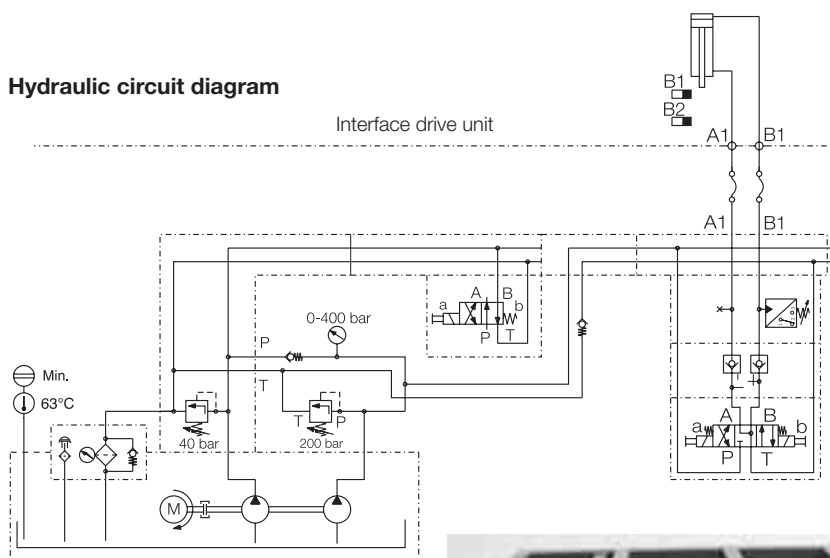 Hydraulic circuit diagram
Interface drive unit
B1
B2
A1 B1
A1 B1
0-400 bar
A B
a b
P T
P
T
Min.
63°C
40 bar
T P
200 bar
M
A B
a b
P T